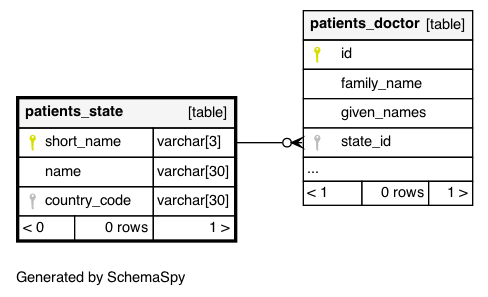 patients_doctor [table]
id
family_name
given_names
state_id
...
< 1 0 rows 1 >
patients_state [table]
short_name varchar[3]
name varchar[30]
country_code varchar[30]
< 0 0 rows 1 >
Generated by SchemaSpy